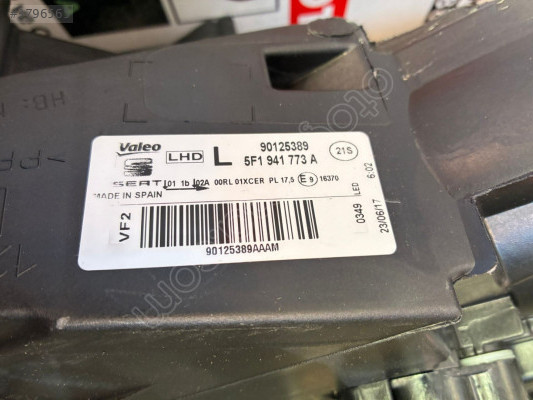 Valeo LHD L 90125389
5F1 941 773 A 21S
SEAT 01 1b 02A 00RL 01XCER PL 17,5 E9 16370
MADE IN SPAIN
VF2
90125389AAAM
0349 LED
23/06/17 6:02